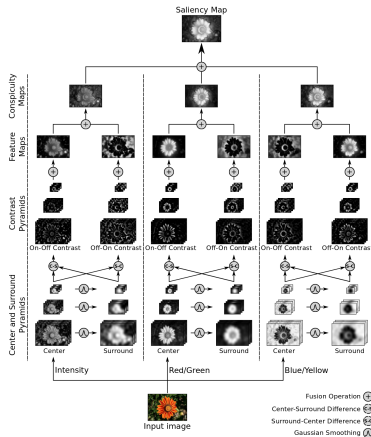 Saliency Map
Conspicuity
Maps
Feature
Maps
Contrast
Pyramids
On-Off Contrast Off-On Contrast On-Off Contrast Off-On Contrast On-Off Contrast Off-On Contrast
Center and Surround
Pyramids
Center Surround Center Surround Center Surround
Intensity Red/Green Blue/Yellow
Input image
Fusion Operation
Center-Surround Difference
Surround-Center Difference
Gaussian Smoothing